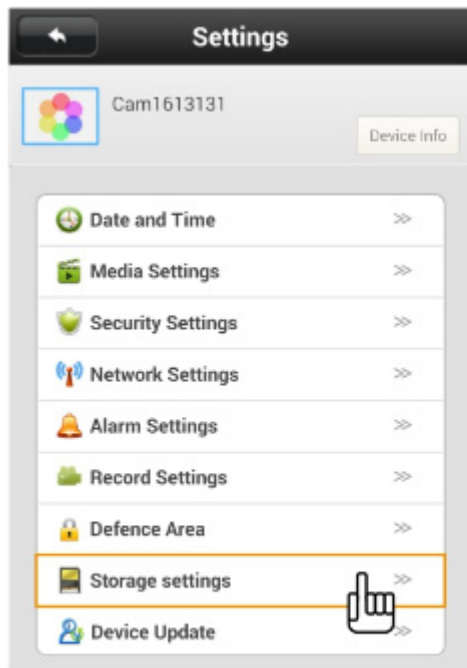 Settings
Cam1613131
Device Info
Date and Time
Media Settings
Security Settings
Network Settings
Alarm Settings
Record Settings
Defence Area
Storage settings
Device Update